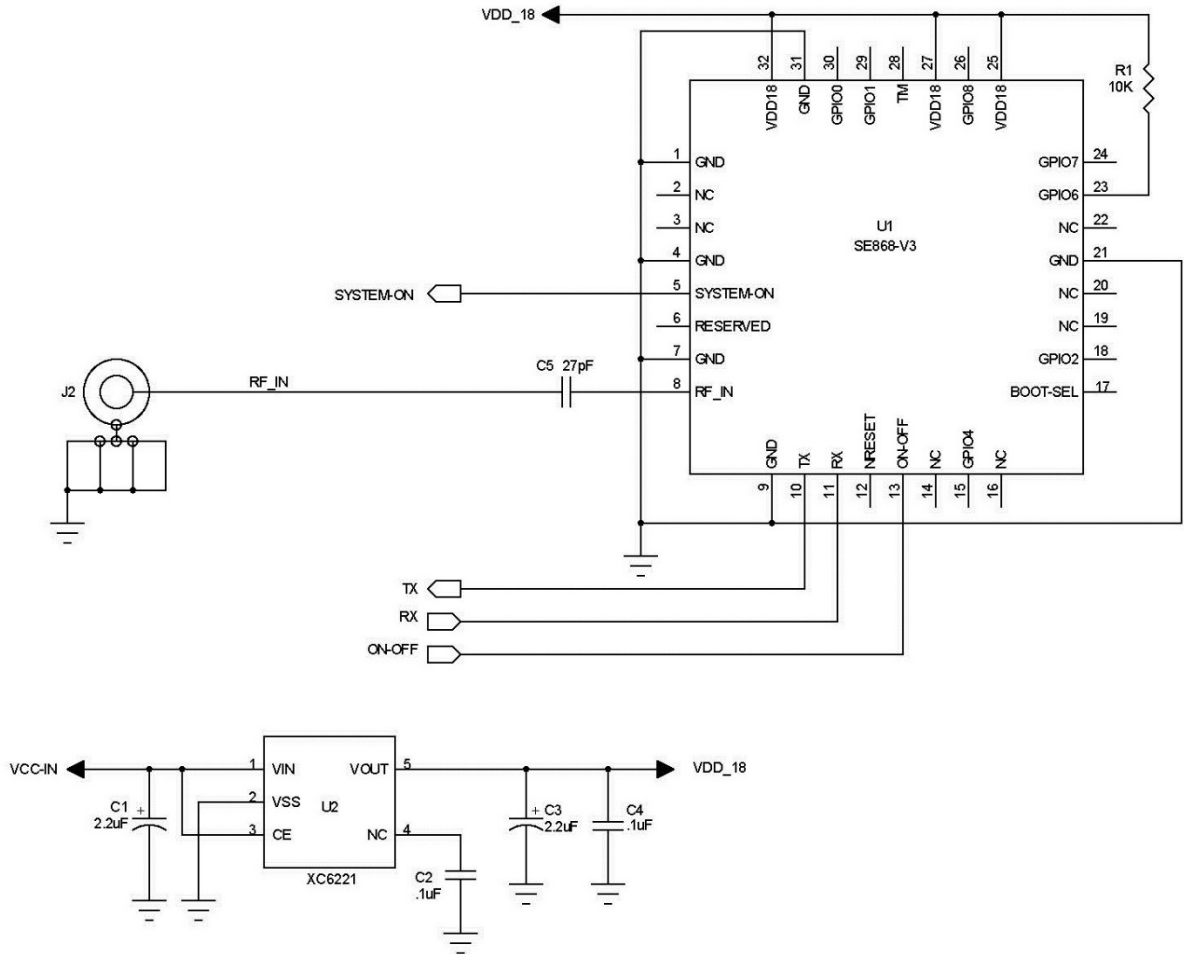 VDD_18
32 31 30 29 28 27 26 25
VDD18 GND GPIO0 GPIO1 TM VDD18 GPIO8 VDD18
R1
10K
1 GND
2 NC
3 NC
4 GND
5 SYSTEM-ON
6 RESERVED
7 GND
8 RF_IN
U1
SE868-V3
GPIO7 24
GPIO6 23
NC 22
GND 21
NC 20
NC 19
GPIO2 18
BOOT-SEL 17
SYSTEM-ON
J2
RF_IN
C5 27pF
GND TX RX NRESET ON-OFF NC GPIO4 NC
9 10 11 12 13 14 15 16
TX
RX
ON-OFF
VCC-IN
C1 +
2.2uF
1 VIN
2 VSS
3 CE
U2
VOUT 5
NC 4
XC6221
C2
.1uF
+ C3
2.2uF
C4
.1uF
VDD_18